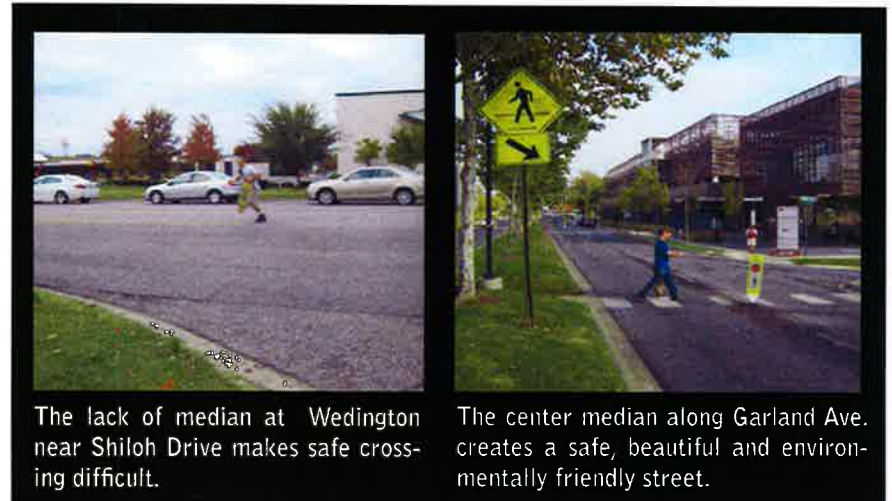 The lack of median at Wedington
near Shiloh Drive makes safe cross-
ing difficult.
The center median along Garland Ave.
creates a safe, beautiful and environ-
mentally friendly street.